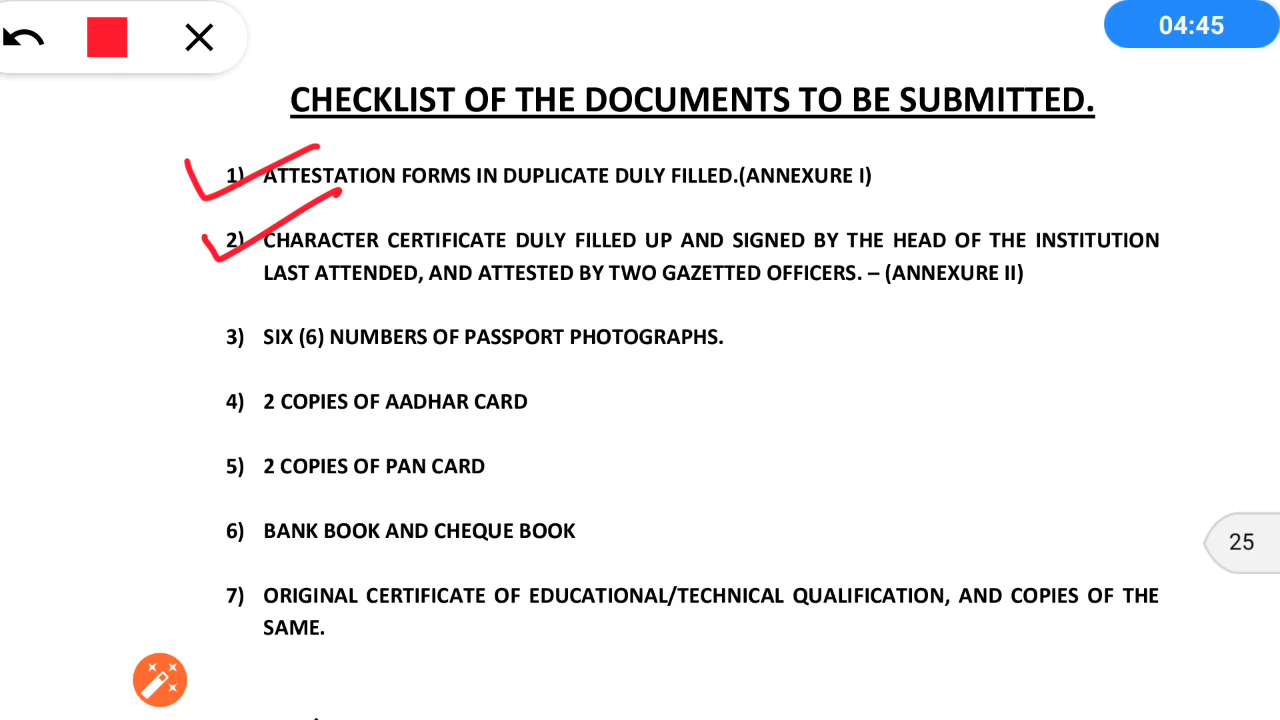 04:45
CHECKLIST OF THE DOCUMENTS TO BE SUBMITTED.
1) ATTESTATION FORMS IN DUPLICATE DULY FILLED.(ANNEXURE I)
2) CHARACTER CERTIFICATE DULY FILLED UP AND SIGNED BY THE HEAD OF THE INSTITUTION
LAST ATTENDED, AND ATTESTED BY TWO GAZETTED OFFICERS. – (ANNEXURE II)
3) SIX (6) NUMBERS OF PASSPORT PHOTOGRAPHS.
4) 2 COPIES OF AADHAR CARD
5) 2 COPIES OF PAN CARD
6) BANK BOOK AND CHEQUE BOOK
25
7) ORIGINAL CERTIFICATE OF EDUCATIONAL/TECHNICAL QUALIFICATION, AND COPIES OF THE
SAME.